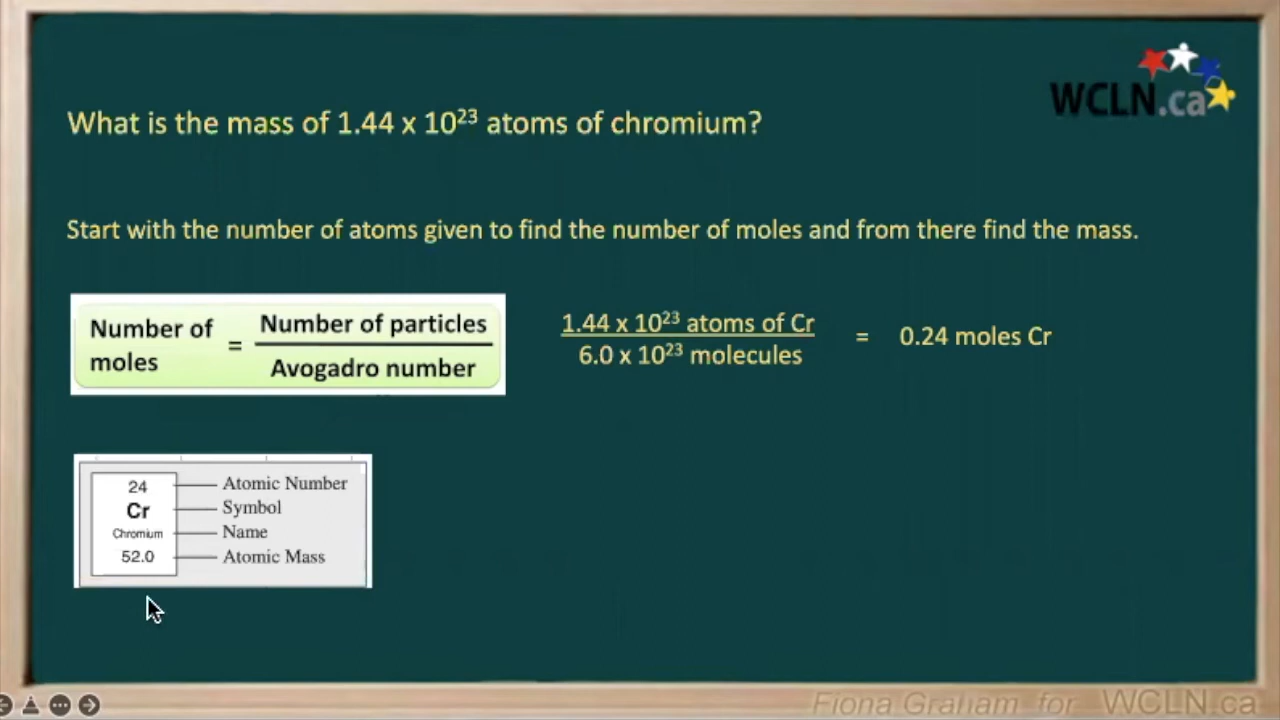 WCLN.ca
What is the mass of 1.44 x 10²³ atoms of chromium?
Start with the number of atoms given to find the number of moles and from there find the mass.
Number of moles = Number of particles
Avogadro number
1.44 x 10²³ atoms of Cr = 0.24 moles Cr
6.0 x 10²³ molecules
24 Atomic Number
Cr Symbol
Chromium Name
52.0 Atomic Mass
Fiona Graham for WCLN.ca